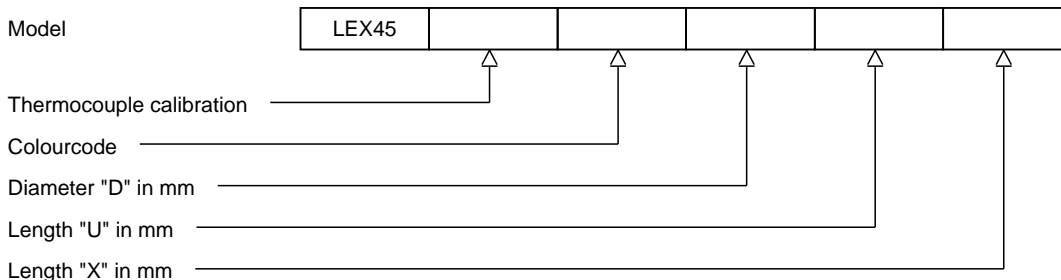 Model LEX45
Thermocouple calibration
Colourcode
Diameter "D" in mm
Length "U" in mm
Length "X" in mm